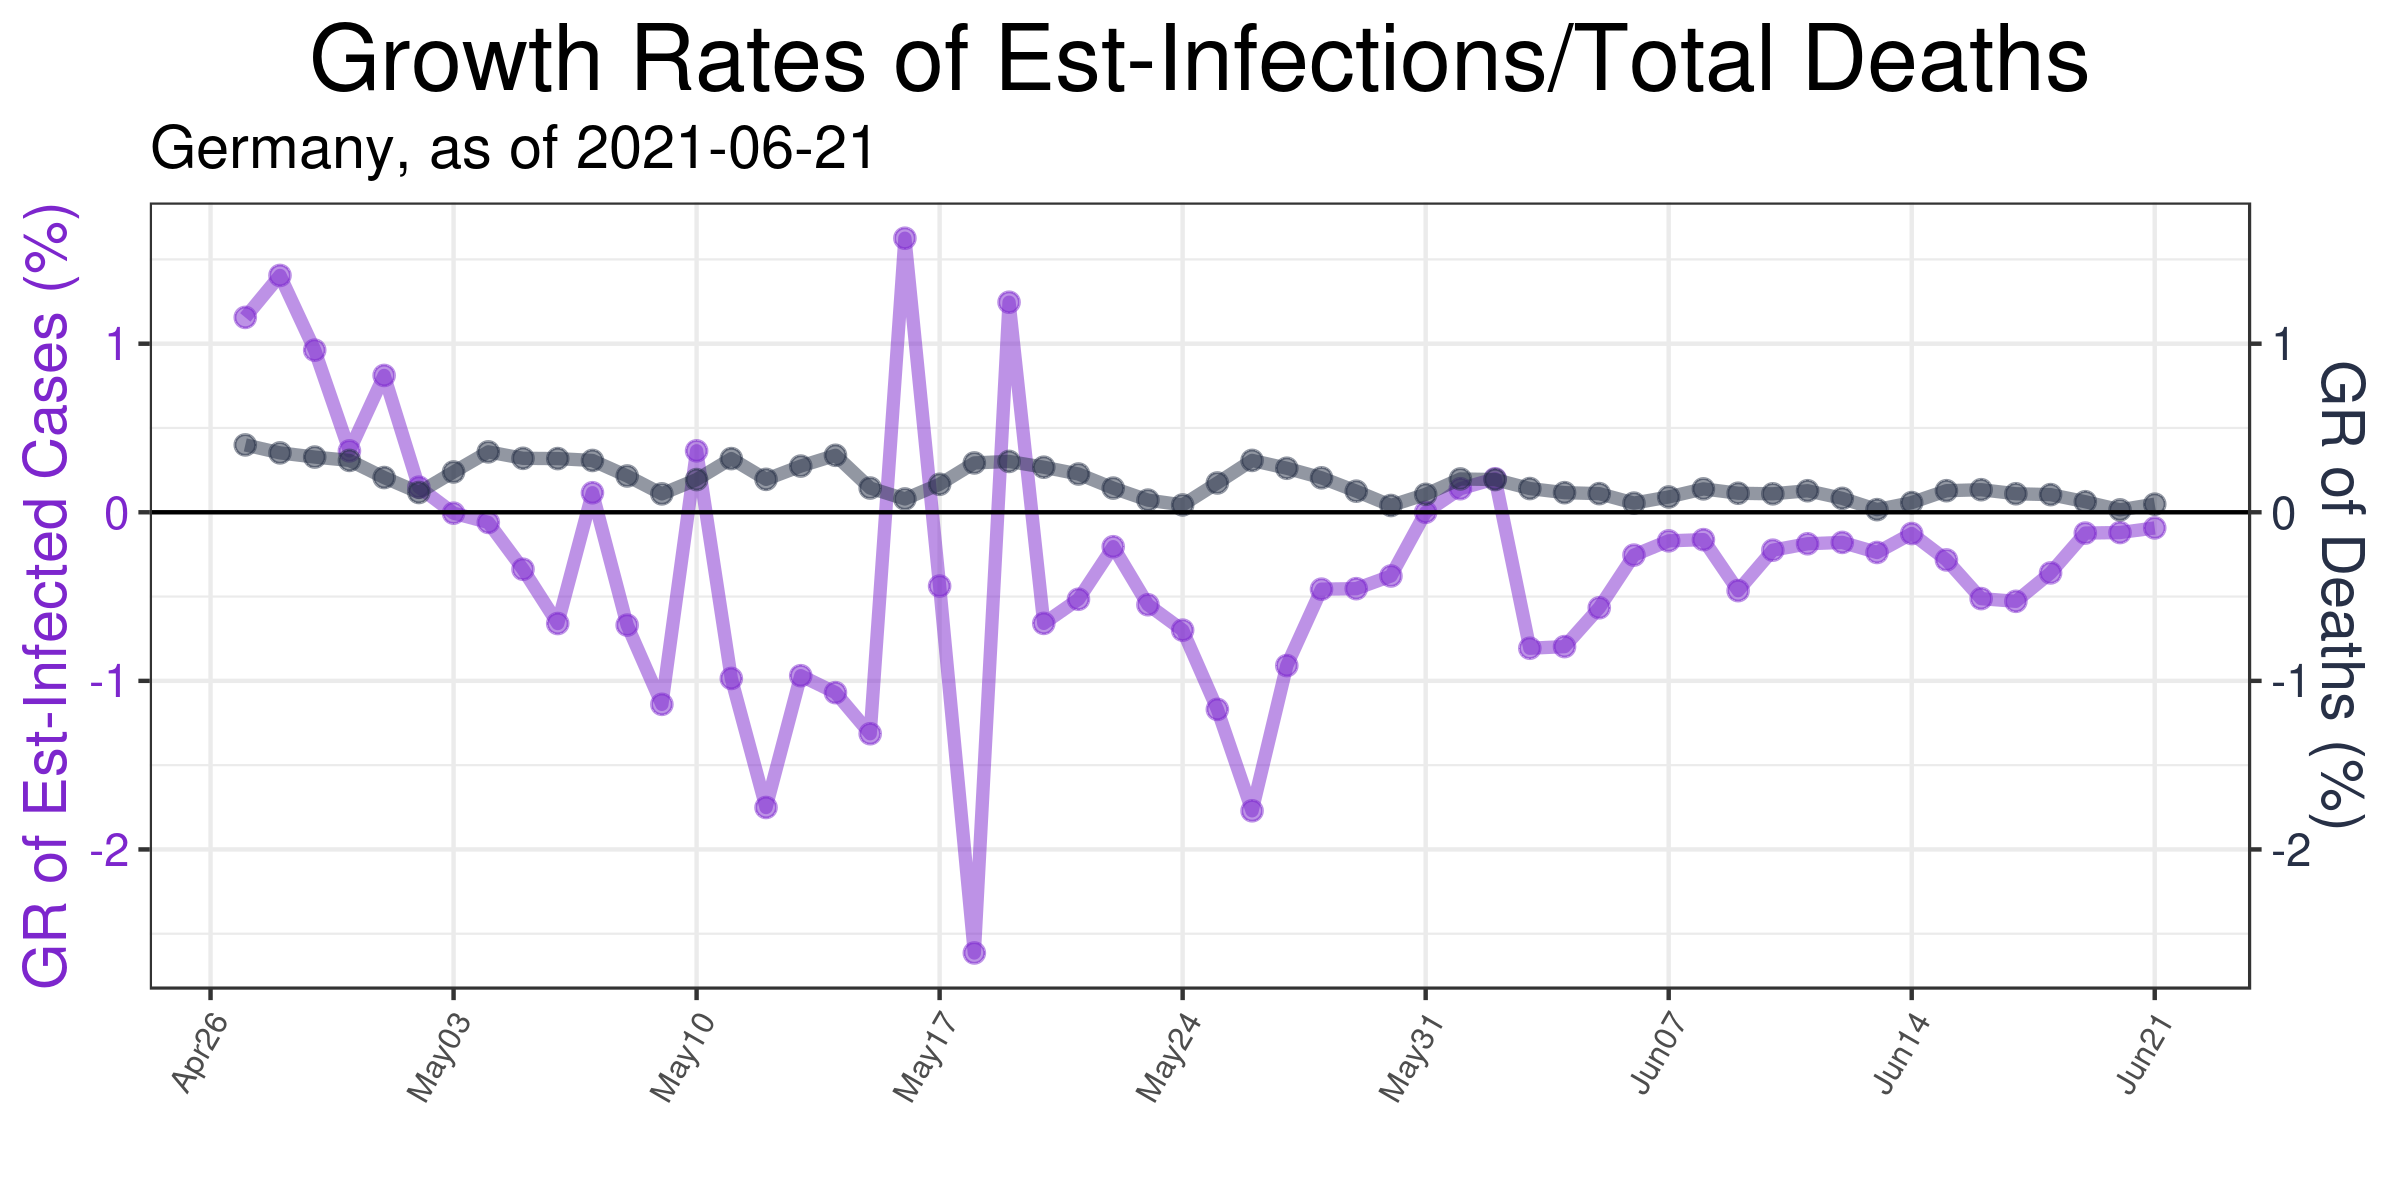 Growth Rates of Est-Infections/Total Deaths
Germany, as of 2021-06-21
GR of Est-Infected Cases (%)
1
0
-1
-2
1
0
-1
-2
GR of Deaths (%)
Apr26
May03
May10
May17
May24
May31
Jun07
Jun14
Jun21